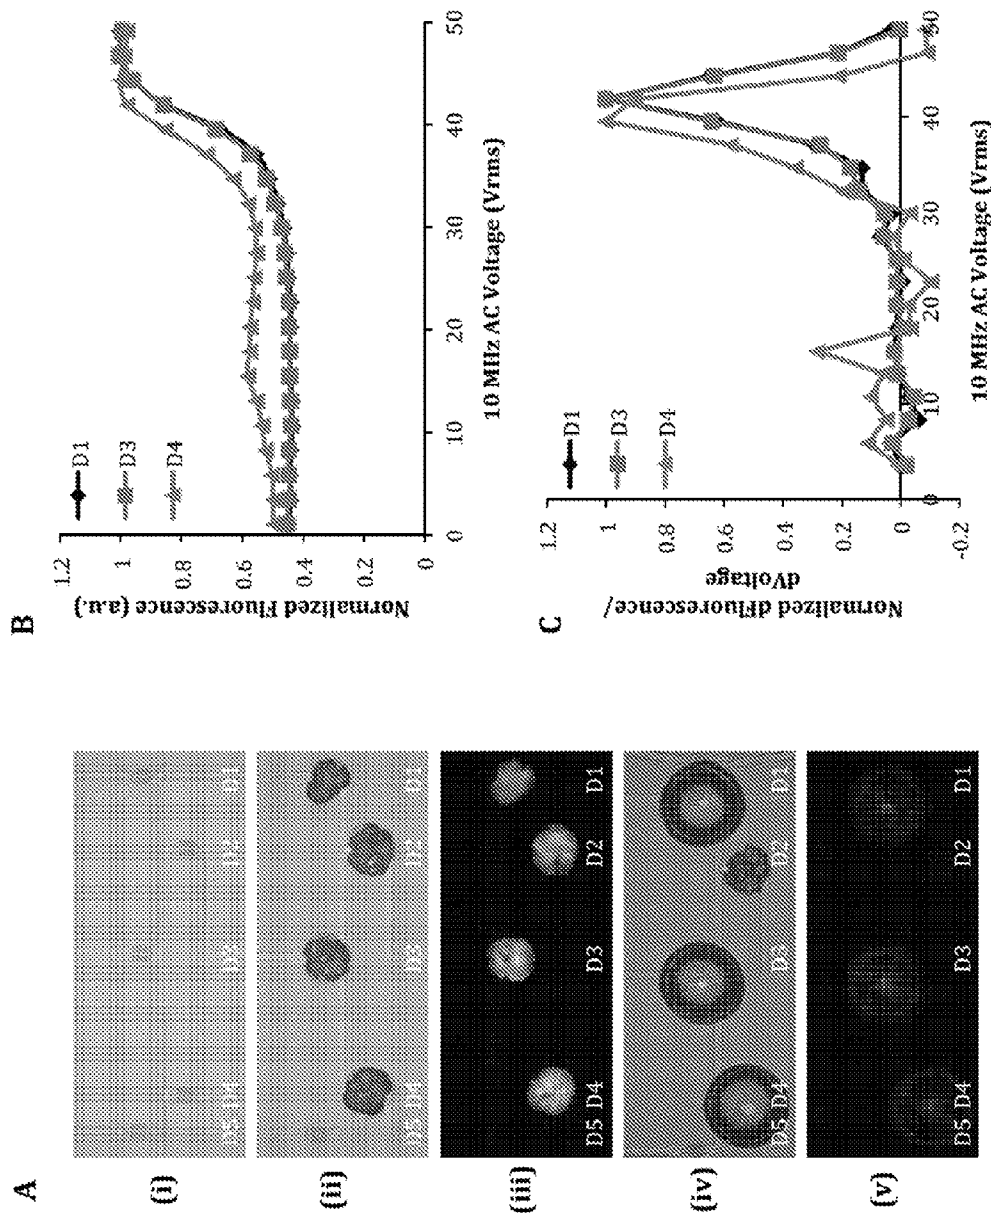 A
(i)
D5 D4 D3 D2 D1
(ii)
D5 D4 D3 D2 D1
(iii)
D5 D4 D3 D2 D1
(iv)
D5 D4 D3 D2 D1
(v)
D5 D4 D3 D2 D1
B
Normalized Fluorescence (a.u.)
1.2
1
0.8
0.6
0.4
0.2
0
D1
D3
D4
0 10 20 30 40 50
10 MHz AC Voltage (Vrms)
C
Normalized dFluorescence/
dVoltage
1.2
1
0.8
0.6
0.4
0.2
0
-0.2
D1
D3
D4
0 10 20 30 40 50
10 MHz AC Voltage (Vrms)